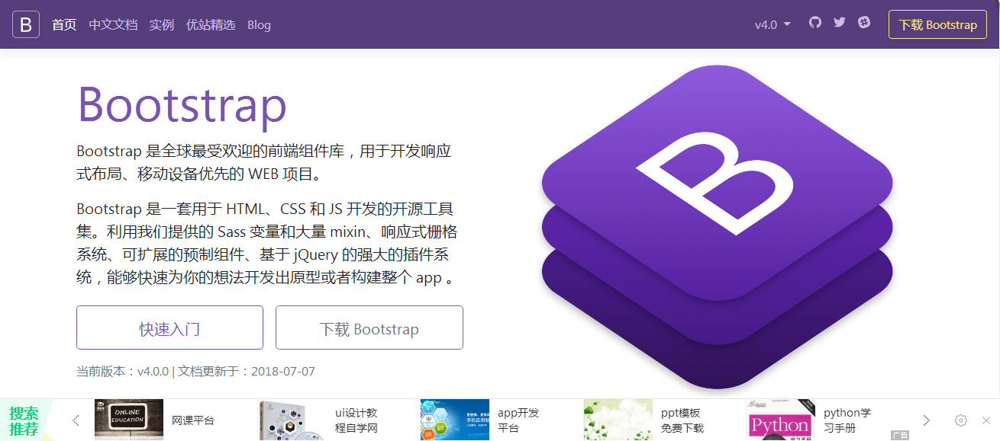 B 首页 中文文档 实例 优站精选 Blog v4.0 下载 Bootstrap
Bootstrap
Bootstrap 是全球最受欢迎的前端组件库，用于开发响应
式布局、移动设备优先的 WEB 项目。
Bootstrap 是一套用于 HTML、CSS 和 JS 开发的开源工具
集。利用我们提供的 Sass 变量和大量 mixin、响应式栅格
系统、可扩展的预制组件、基于 jQuery 的强大的插件系
统，能够快速为你的想法开发出原型或者构建整个 app 。
快速入门 下载 Bootstrap
当前版本：v4.0.0 | 文档更新于：2018-07-07
B
搜索
推荐
ONLINE
EDUCATION
网课平台
ui设计教
程自学网
app开发
平台
ppt模板
免费下载
Python
python学
习手册
广告